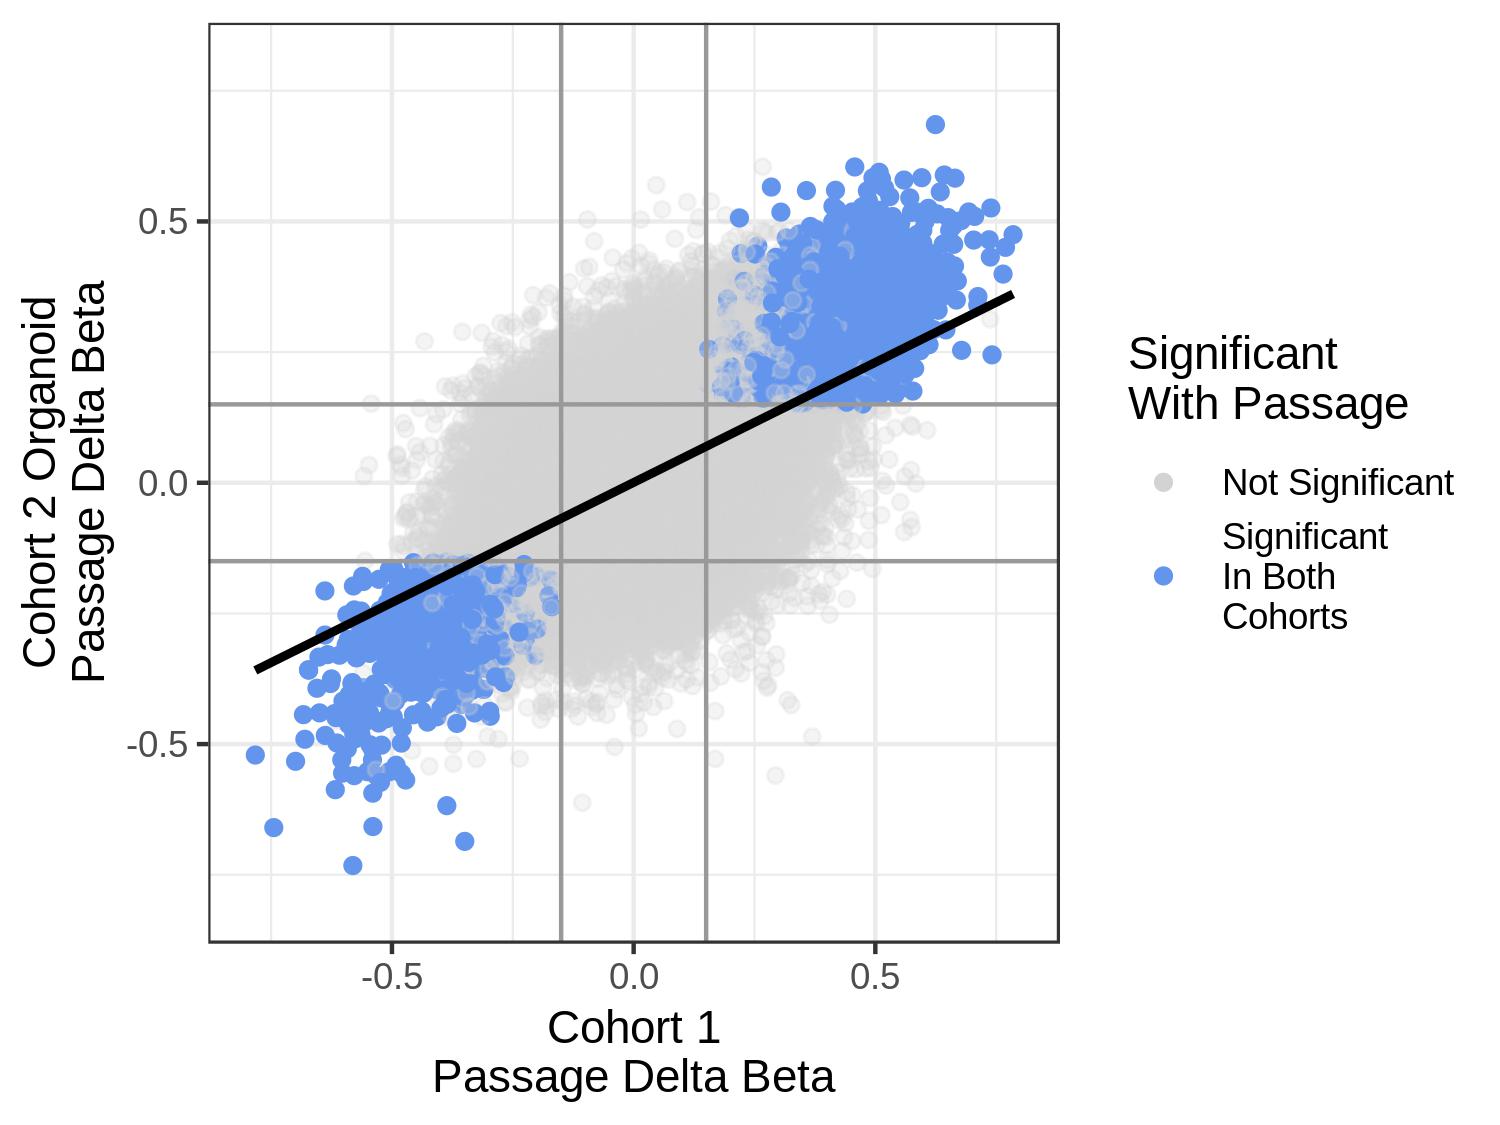 Cohort 2 Organoid
Passage Delta Beta
0.5
0.0
-0.5
-0.5
0.0
0.5
Cohort 1
Passage Delta Beta
Significant
With Passage
Not Significant
Significant
In Both
Cohorts